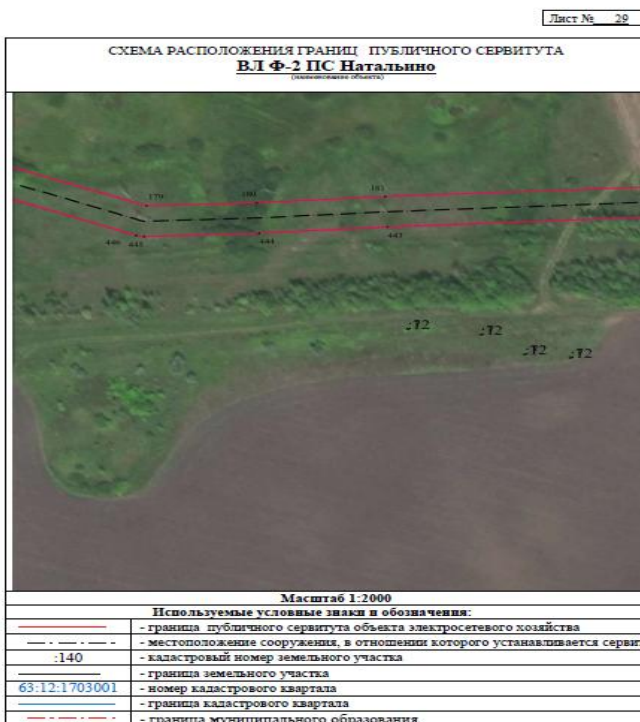 Лист № 29
СХЕМА РАСПОЛОЖЕНИЯ ГРАНИЦ ПУБЛИЧНОГО СЕРВИТУТА
ВЛ Ф-2 ПС Натальино
(наименование объекта)
179 180 181
446 445 444 443
:72 :72
:72 :72
Масштаб 1:2000
Используемые условные знаки и обозначения:
- граница публичного сервитута объекта электросетевого хозяйства
- местоположение сооружения, в отношении которого устанавливается серви
:140 - кадастровый номер земельного участка
- граница земельного участка
63:12:1703001 - номер кадастрового квартала
- граница кадастрового квартала
- граница муниципального образования